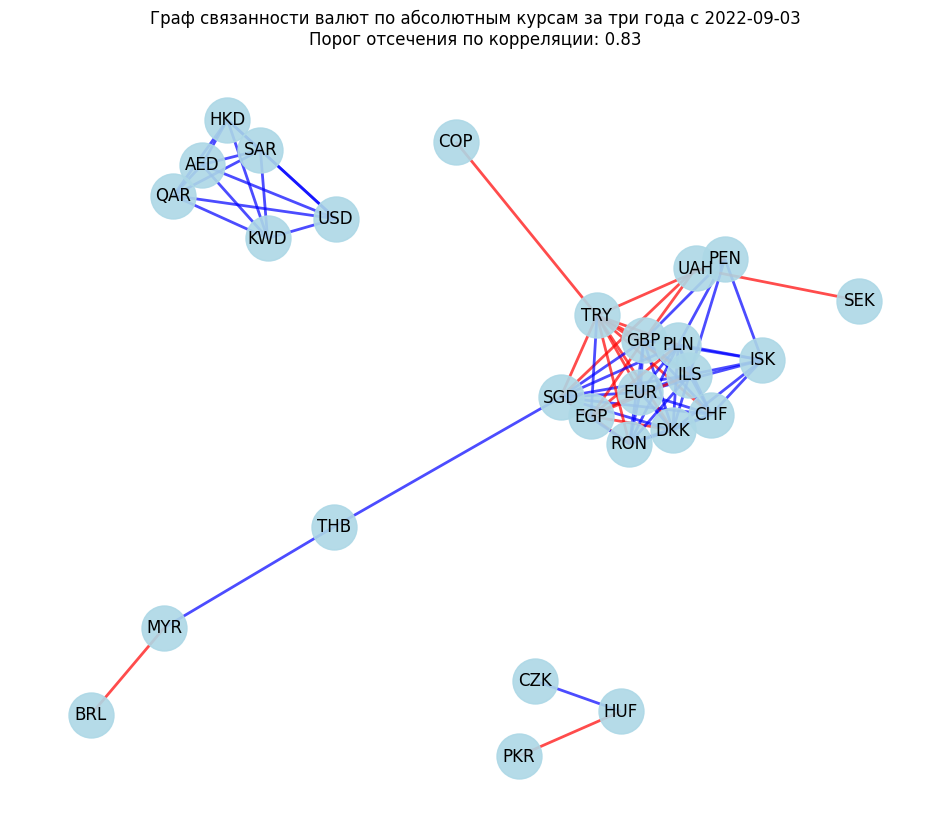 Граф связанности валют по абсолютным курсам за три года с 2022-09-03
Порог отсечения по корреляции: 0.83
HKD
COP
SAR
AED
QAR
USD
KWD
PEN
UAH
SEK
TRY
GBP
PLN
ISK
ILS
EUR
SGD
EGP
CHF
DKK
RON
THB
MYR
CZK
HUF
BRL
PKR